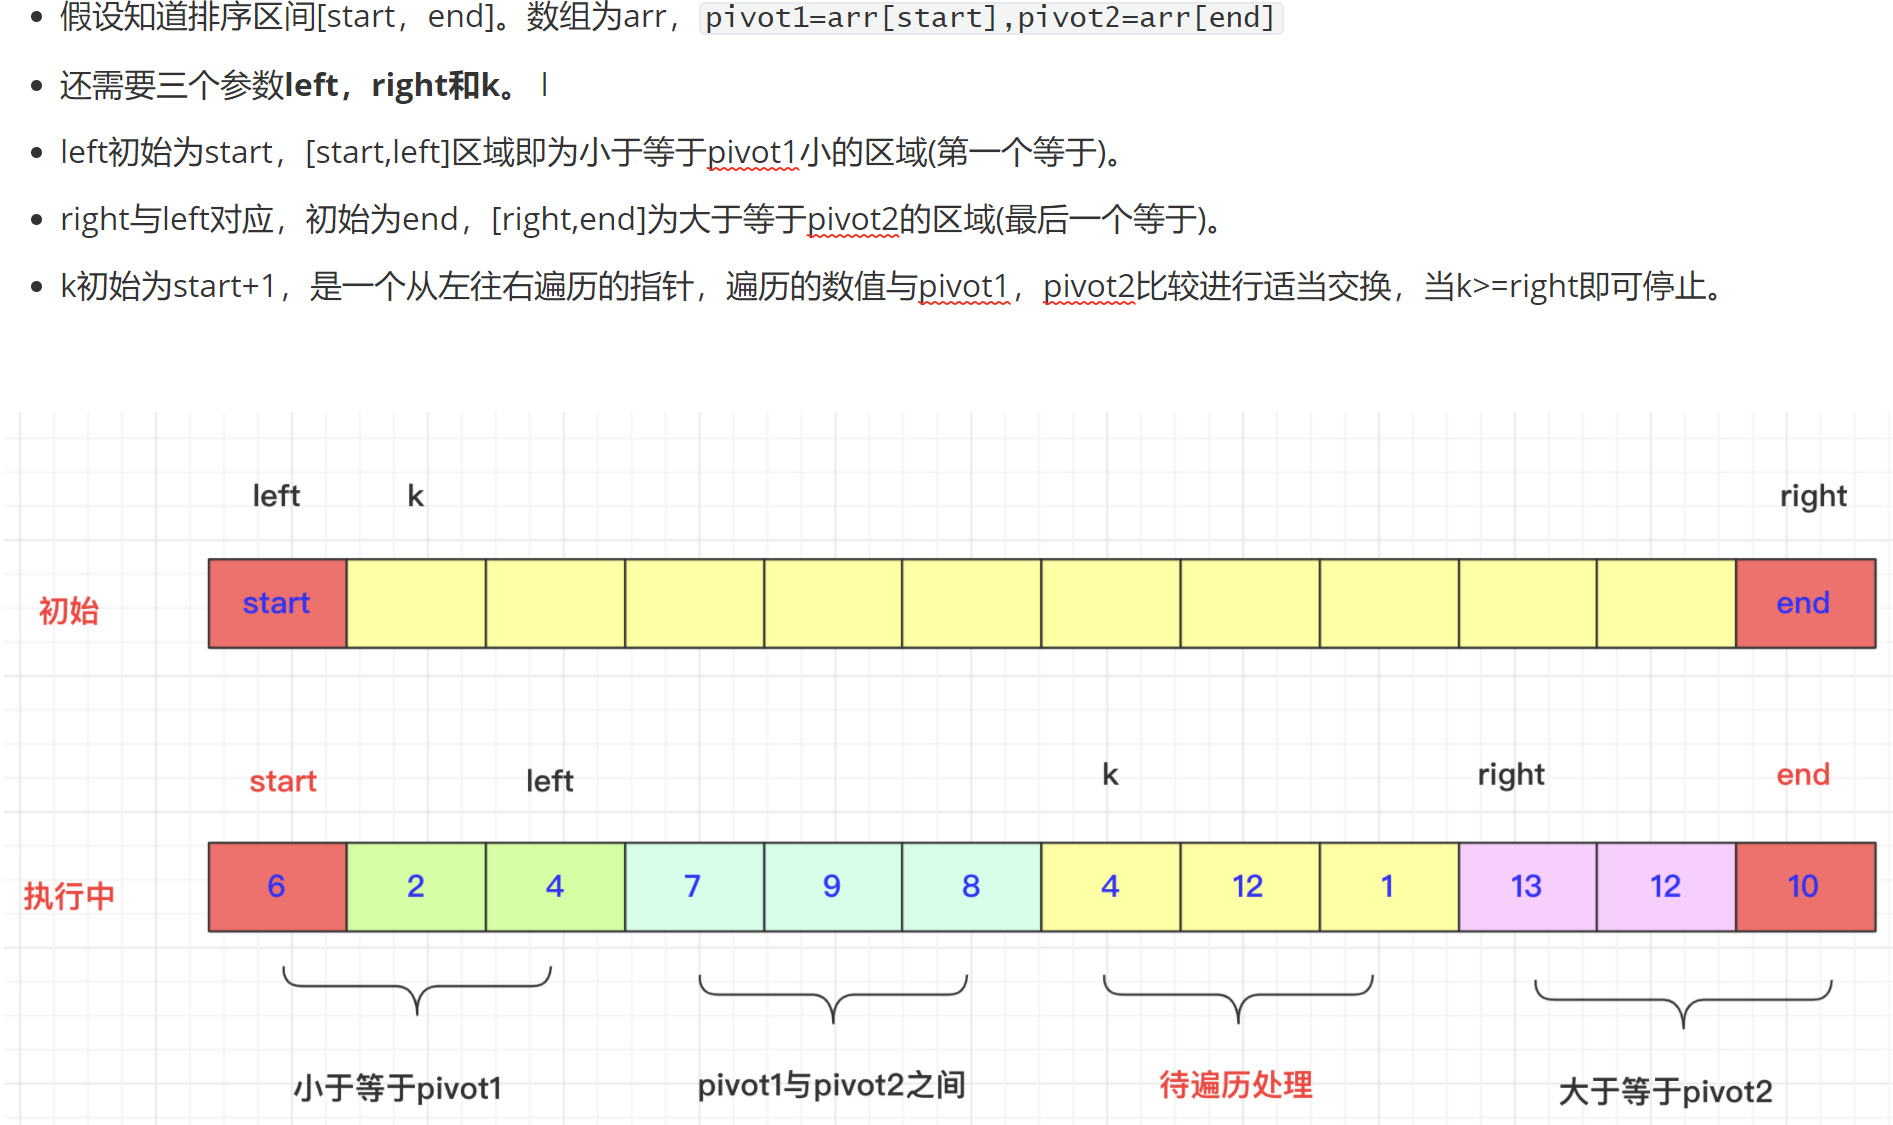 假设知道排序区间[start，end]。数组为arr，pivot1=arr[start],pivot2=arr[end]
还需要三个参数left，right和k。
left初始为start，[start,left]区域即为小于等于pivot1小的区域(第一个等于)。
right与left对应，初始为end，[right,end]为大于等于pivot2的区域(最后一个等于)。
k初始为start+1，是一个从左往右遍历的指针，遍历的数值与pivot1，pivot2比较进行适当交换，当k>=right即可停止。
left k right
初始 start end
start left k right end
执行中 6 2 4 7 9 8 4 12 1 13 12 10
小于等于pivot1 pivot1与pivot2之间 待遍历处理 大于等于pivot2